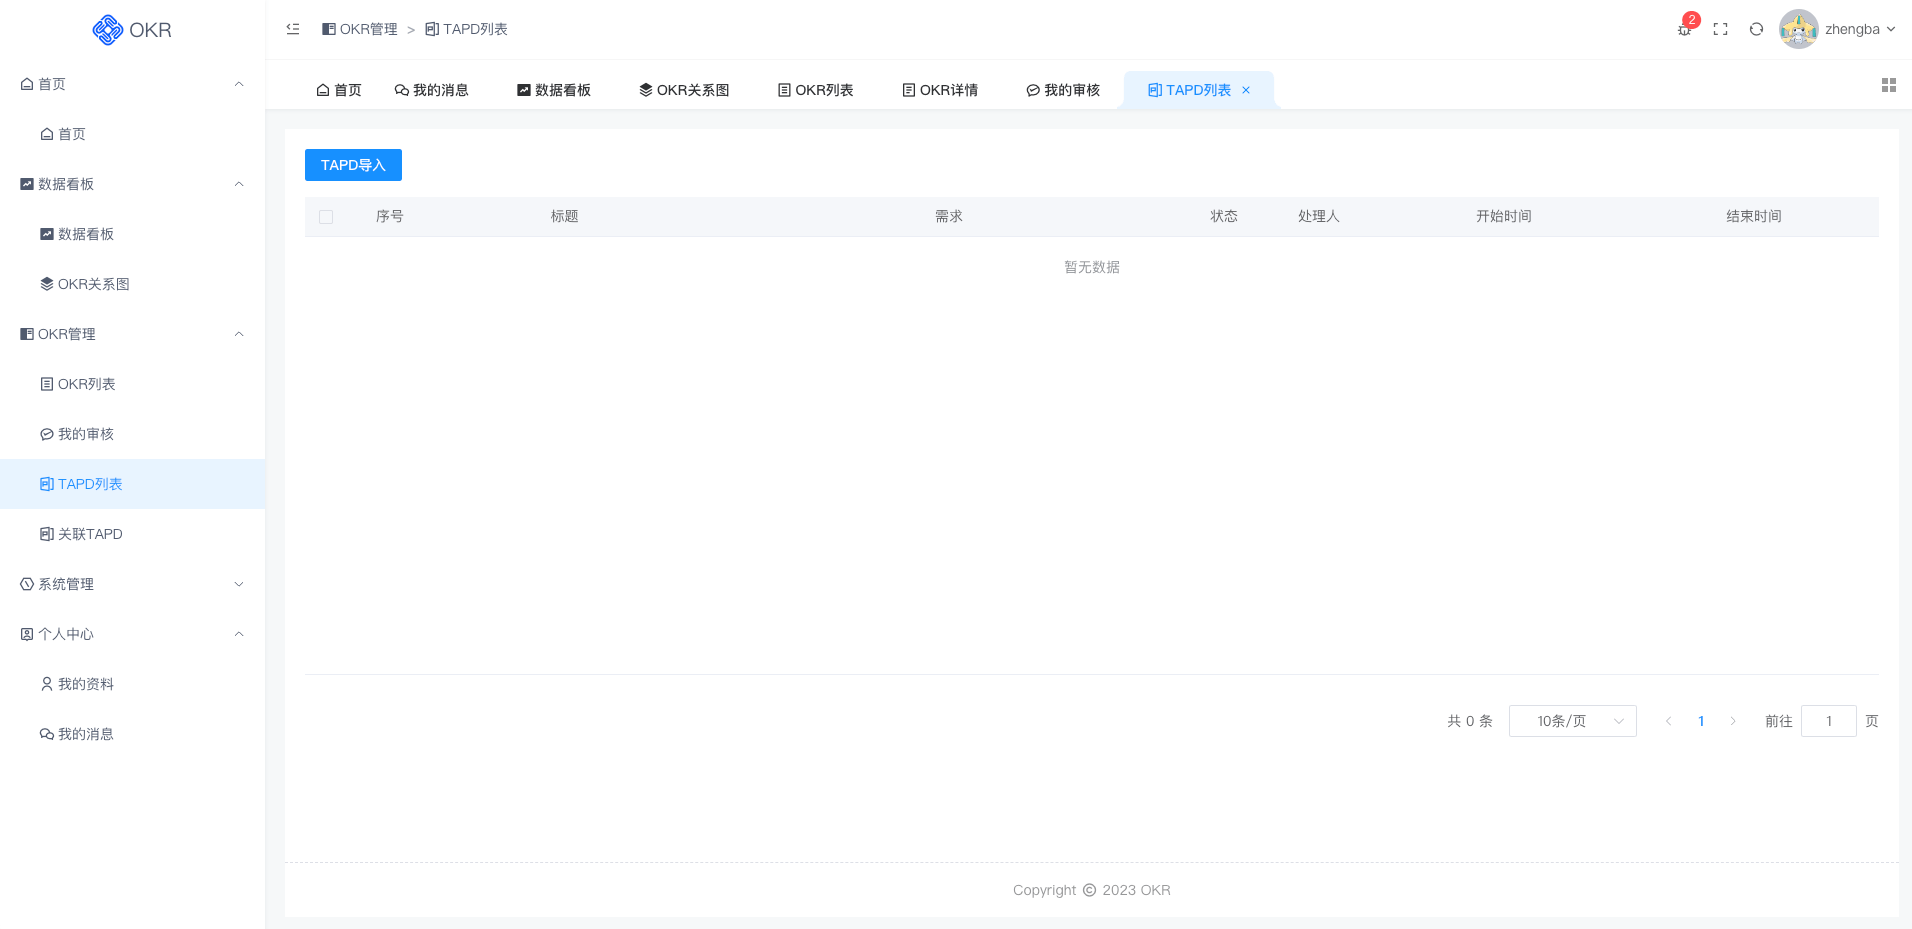 OKR
首页
首页
数据看板
数据看板
OKR关系图
OKR管理
OKR列表
我的审核
TAPD列表
关联TAPD
系统管理
个人中心
我的资料
我的消息
OKR管理 > TAPD列表
2
zhengba
首页 我的消息 数据看板 OKR关系图 OKR列表 OKR详情 我的审核 TAPD列表 ×
TAPD导入
序号 标题 需求 状态 处理人 开始时间 结束时间
暂无数据
共 0 条 10条/页 1 前往 1 页
Copyright © 2023 OKR